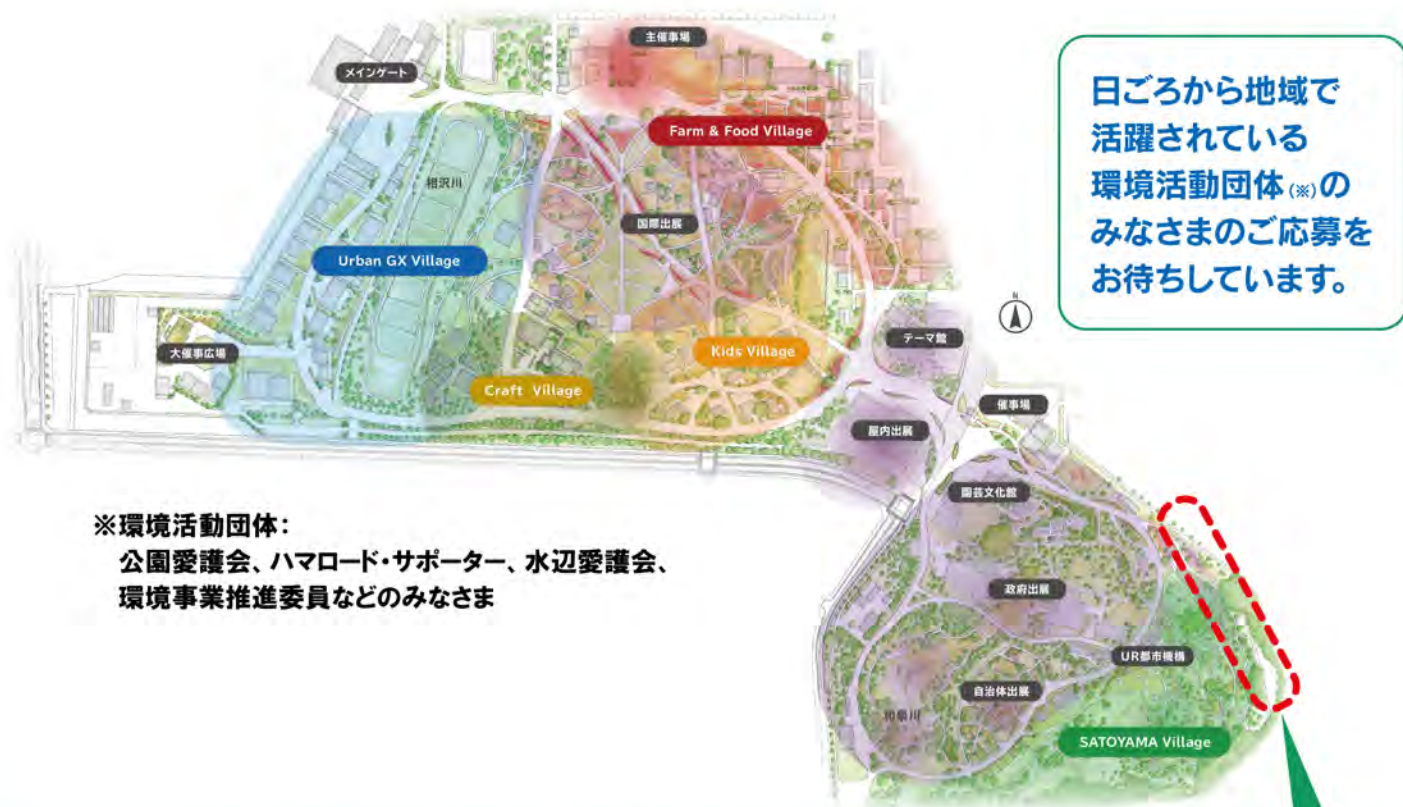 主催事場
メインゲート
日ごろから地域で
活躍されている
環境活動団体(※)の
みなさまのご応募を
お待ちしています。
Farm & Food Village
相沢川
国際出展
Urban GX Village
N
テーマ館
大催事広場
Kids Village
Craft Village
催事場
屋内出展
園芸文化館
※環境活動団体:
公園愛護会、ハマロード・サポーター、水辺愛護会、
環境事業推進委員などのみなさま
政府出展
UR都市機構
自治体出展
和泉川
SATOYAMA Village